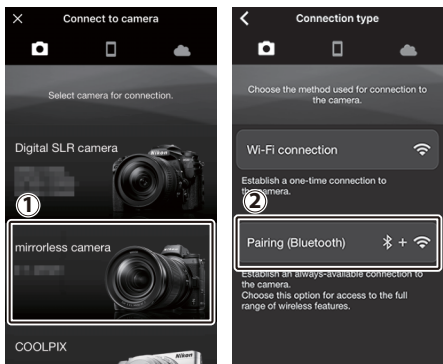 Connect to camera
Select camera for connection.
Digital SLR camera
Nikon
①
mirrorless camera
COOLPIX
Nikon
Connection type
Choose the method used for connection to
the camera.
Wi-Fi connection
Establish a one-time connection to
the camera.
②
Pairing (Bluetooth)
+
Establish an always-available connection to
the camera.
Choose this option for access to the full
range of wireless features.